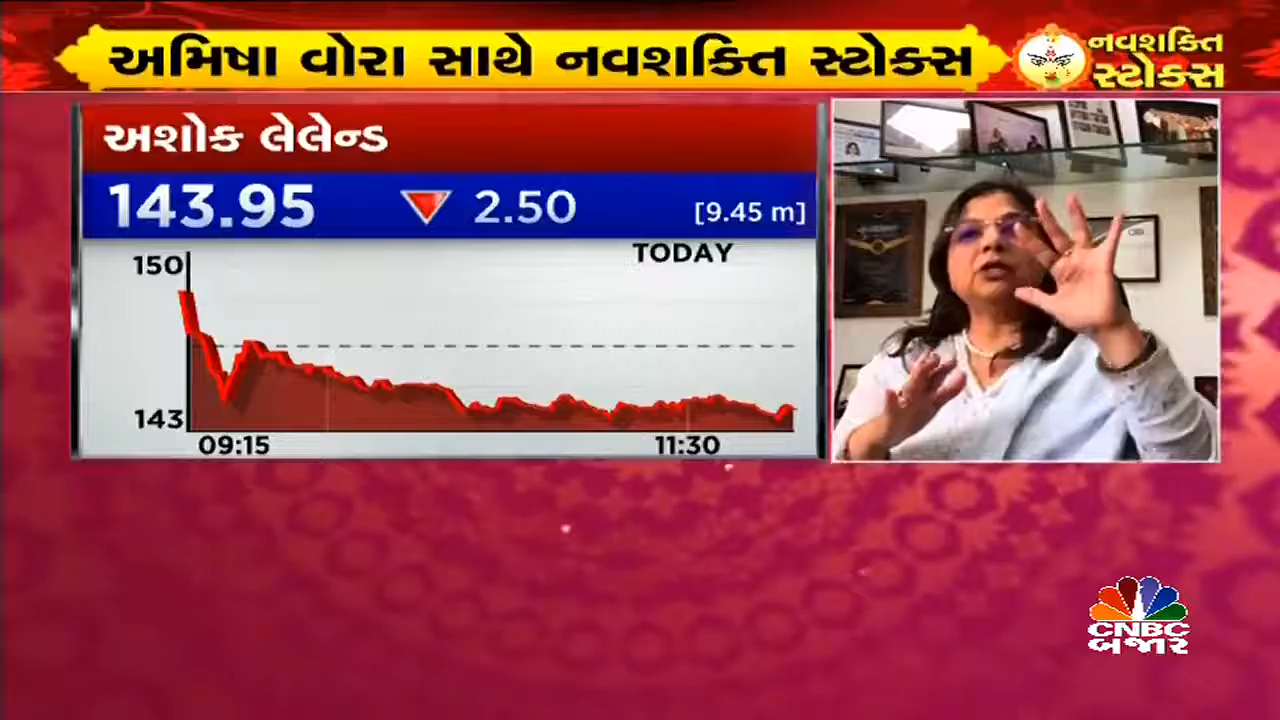 અમિષા વોરા સાથે નવશક્તિ સ્ટોક્સ
નવશક્તિ
સ્ટોક્સ
અશોક લેલેન્ડ
143.95 ▼ 2.50 [9.45 m]
TODAY
150
143
09:15 11:30
CNBC
બજાર